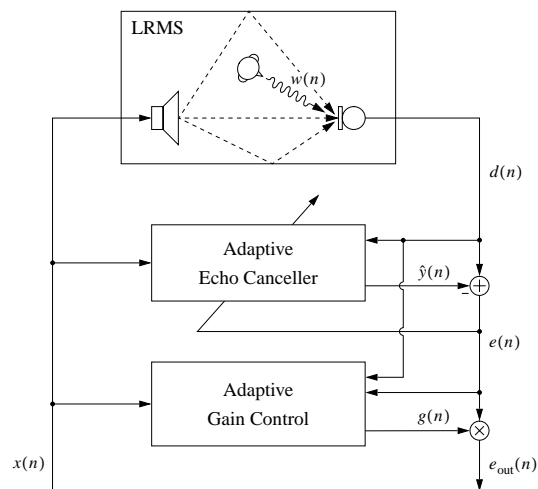 LRMS
w(n)
d(n)
Adaptive
Echo Canceller
ŷ(n)
+
−
e(n)
Adaptive
Gain Control
g(n)
×
x(n)
e_out(n)